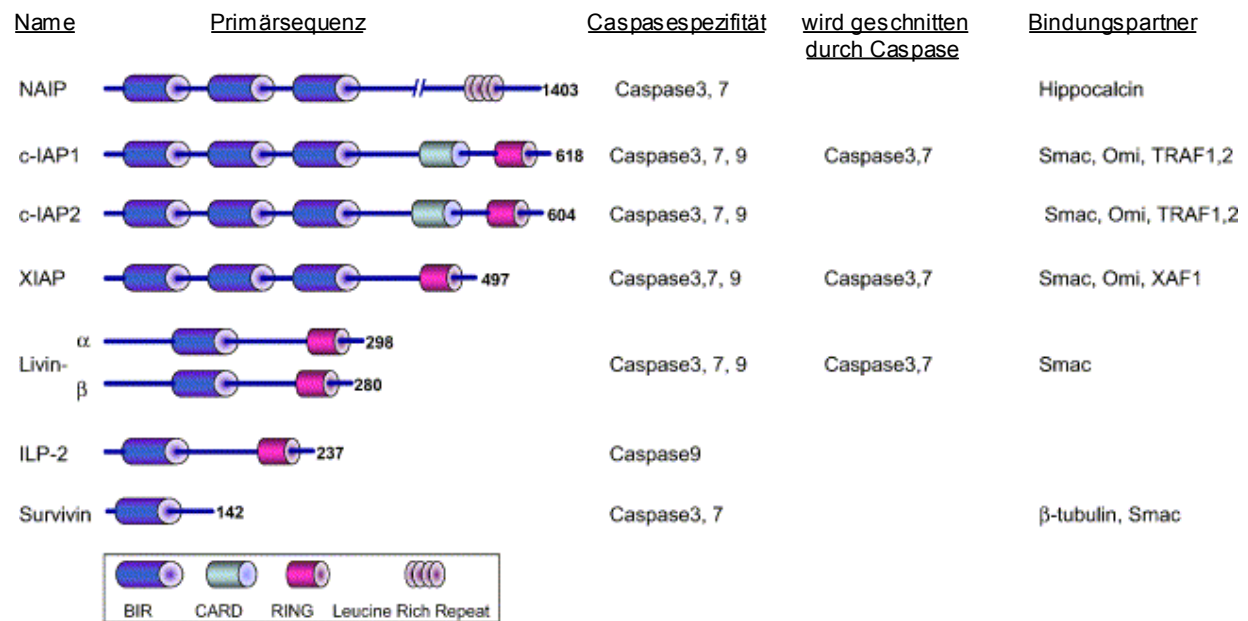 Name Primärsequenz Caspasespezifität wird geschnitten Bindungspartner
durch Caspase
NAIP 1403 Caspase3, 7 Hippocalcin
c-IAP1 618 Caspase3, 7, 9 Caspase3,7 Smac, Omi, TRAF1,2
c-IAP2 604 Caspase3, 7, 9 Smac, Omi, TRAF1,2
XIAP 497 Caspase3,7, 9 Caspase3,7 Smac, Omi, XAF1
α 298
Livin- Caspase3, 7, 9 Caspase3,7 Smac
β 280
ILP-2 237 Caspase9
Survivin 142 Caspase3, 7 β-tubulin, Smac
BIR CARD RING Leucine Rich Repeat